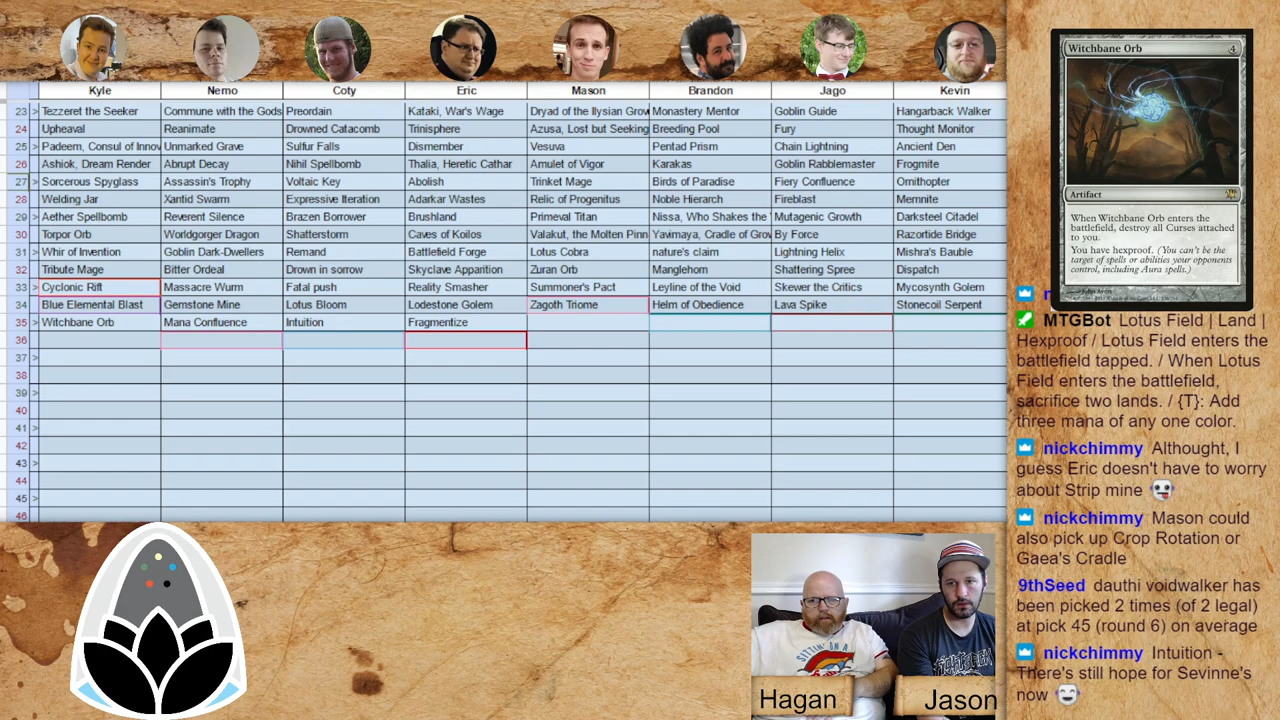 Kyle Nemo Coty Eric Mason Brandon Jago Kevin
23 > Tezzeret the Seeker Commune with the Gods Preordain Kataki, War's Wage Dryad of the Ilysian Grov Monastery Mentor Goblin Guide Hangarback Walker
24 Upheaval Reanimate Drowned Catacomb Trinisphere Azusa, Lost but Seeking Breeding Pool Fury Thought Monitor
25 > Padeem, Consul of Innov Unmarked Grave Sulfur Falls Dismember Vesuva Pentad Prism Chain Lightning Ancient Den
26 Ashiok, Dream Render Abrupt Decay Nihil Spellbomb Thalia, Heretic Cathar Amulet of Vigor Karakas Goblin Rabblemaster Frogmite
27 > Sorcerous Spyglass Assassin's Trophy Voltaic Key Abolish Trinket Mage Birds of Paradise Fiery Confluence Ornithopter
28 Welding Jar Xantid Swarm Expressive Iteration Adarkar Wastes Relic of Progenitus Noble Hierarch Fireblast Memnite
29 > Aether Spellbomb Reverent Silence Brazen Borrower Brushland Primeval Titan Nissa, Who Shakes the Mutagenic Growth Darksteel Citadel
30 Torpor Orb Worldgorger Dragon Shatterstorm Caves of Koilos Valakut, the Molten Pinn Yavimaya, Cradle of Grov By Force Razortide Bridge
31 > Whir of Invention Goblin Dark-Dwellers Remand Battlefield Forge Lotus Cobra nature's claim Lightning Helix Mishra's Bauble
32 Tribute Mage Bitter Ordeal Drown in sorrow Skyclave Apparition Zuran Orb Manglehorn Shattering Spree Dispatch
33 > Cyclonic Rift Massacre Wurm Fatal push Reality Smasher Summoner's Pact Leyline of the Void Skewer the Critics Mycosynth Golem
34 Blue Elemental Blast Gemstone Mine Lotus Bloom Lodestone Golem Zagoth Triome Helm of Obedience Lava Spike Stonecoil Serpent
35 > Witchbane Orb Mana Confluence Intuition Fragmentize
36
37 >
38
39 >
40
41 >
42
43 >
44
45 >
46
Witchbane Orb 4
Artifact
When Witchbane Orb enters the
battlefield, destroy all Curses attached
to you.
You have hexproof. (You can't be the
target of spells or abilities your opponents
control, including Aura spells.)
MTGBot Lotus Field | Land |
Hexproof / Lotus Field enters the
battlefield tapped. / When Lotus
Field enters the battlefield,
sacrifice two lands. / {T}: Add
three mana of any one color.
nickchimmy Althought, I
guess Eric doesn't have to worry
about Strip mine
nickchimmy Mason could
also pick up Crop Rotation or
Gaea's Cradle
9thSeed dauthi voidwalker has
been picked 2 times (of 2 legal)
at pick 45 (round 6) on average
nickchimmy Intuition -
There's still hope for Sevinne's
now
SITTIN' ON A
Hagan
Jason